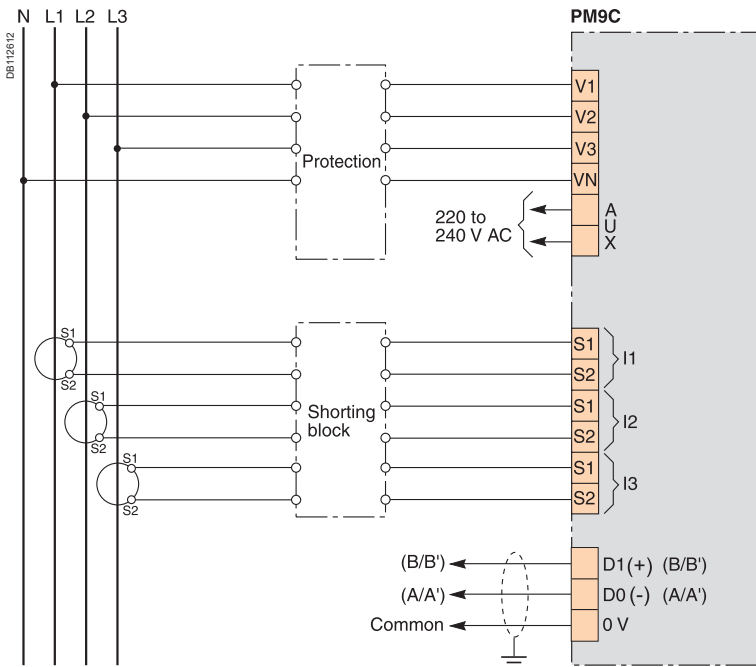 N L1 L2 L3
PM9C
DB112612
V1
V2
V3
Protection
VN
220 to
240 V AC
A
U
X
S1
S2
S1
S2
S1
S2
Shorting
block
S1
S2
I1
S1
S2
I2
S1
S2
I3
(B/B') D1(+) (B/B')
(A/A') D0 (-) (A/A')
Common 0 V